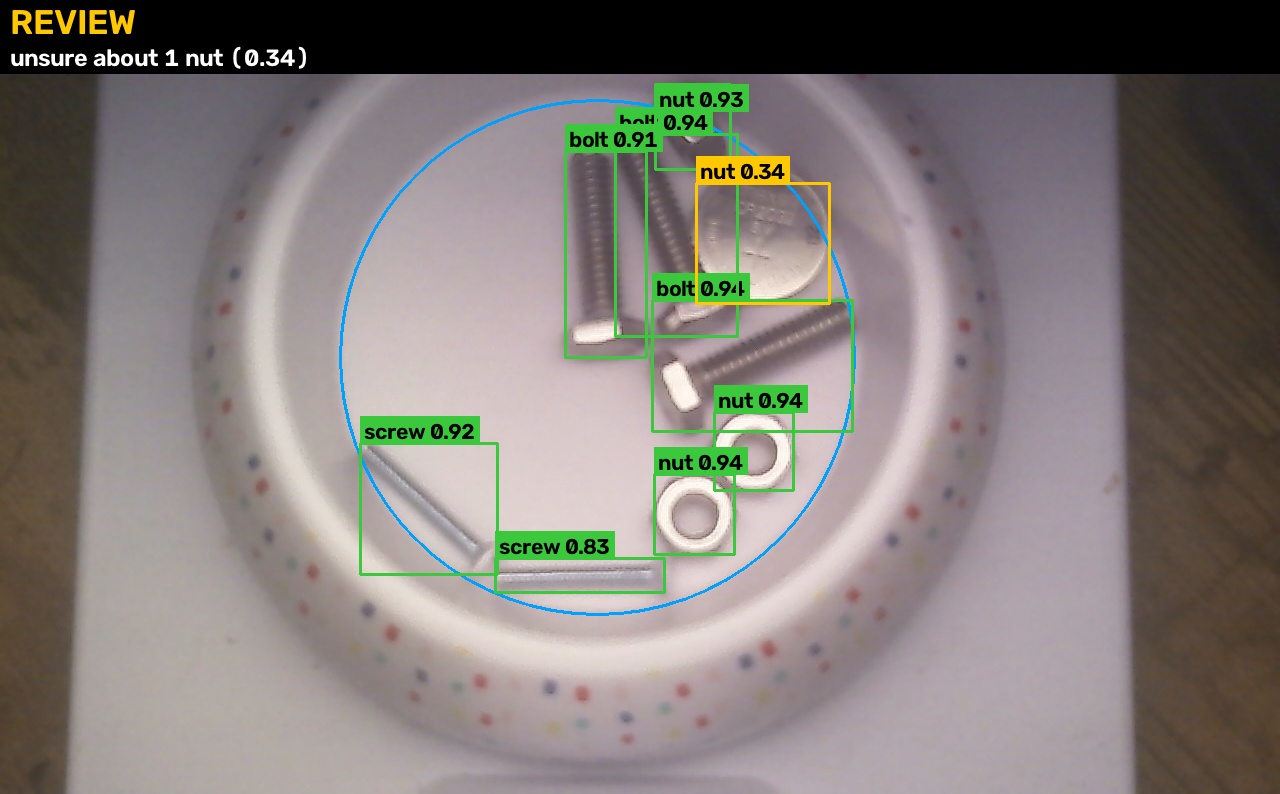 REVIEW
unsure about 1 nut (0.34)
nut 0.93
bolt 0.94
bolt 0.91
nut 0.34
bolt 0.94
nut 0.94
screw 0.92
nut 0.94
screw 0.83